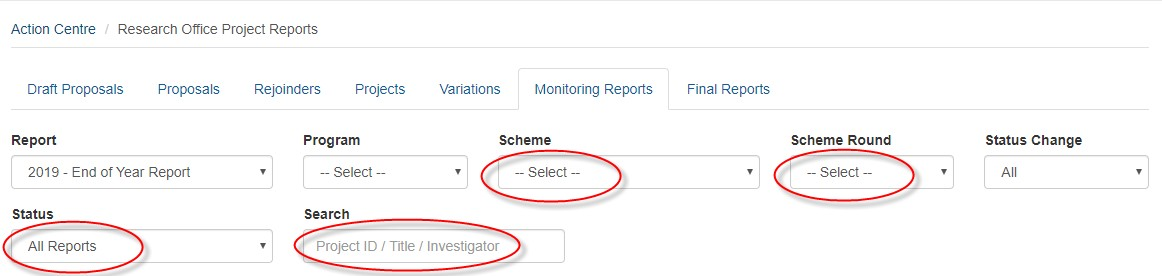 Action Centre / Research Office Project Reports
Draft Proposals Proposals Rejoinders Projects Variations Monitoring Reports Final Reports
Report Program Scheme Scheme Round Status Change
2019 - End of Year Report -- Select -- -- Select -- -- Select -- All
Status Search
All Reports Project ID / Title / Investigator